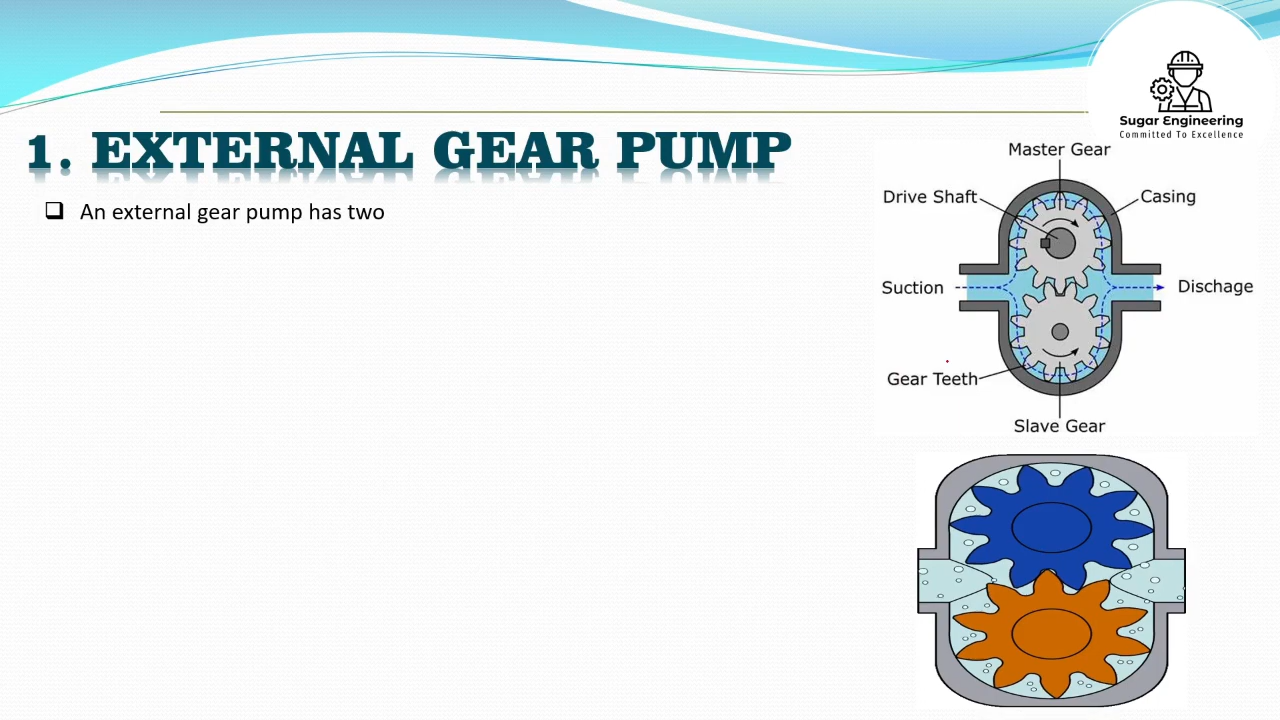 Sugar Engineering
Committed To Excellence
1. EXTERNAL GEAR PUMP
An external gear pump has two
Master Gear
Drive Shaft
Casing
Suction
Dischage
Gear Teeth
Slave Gear